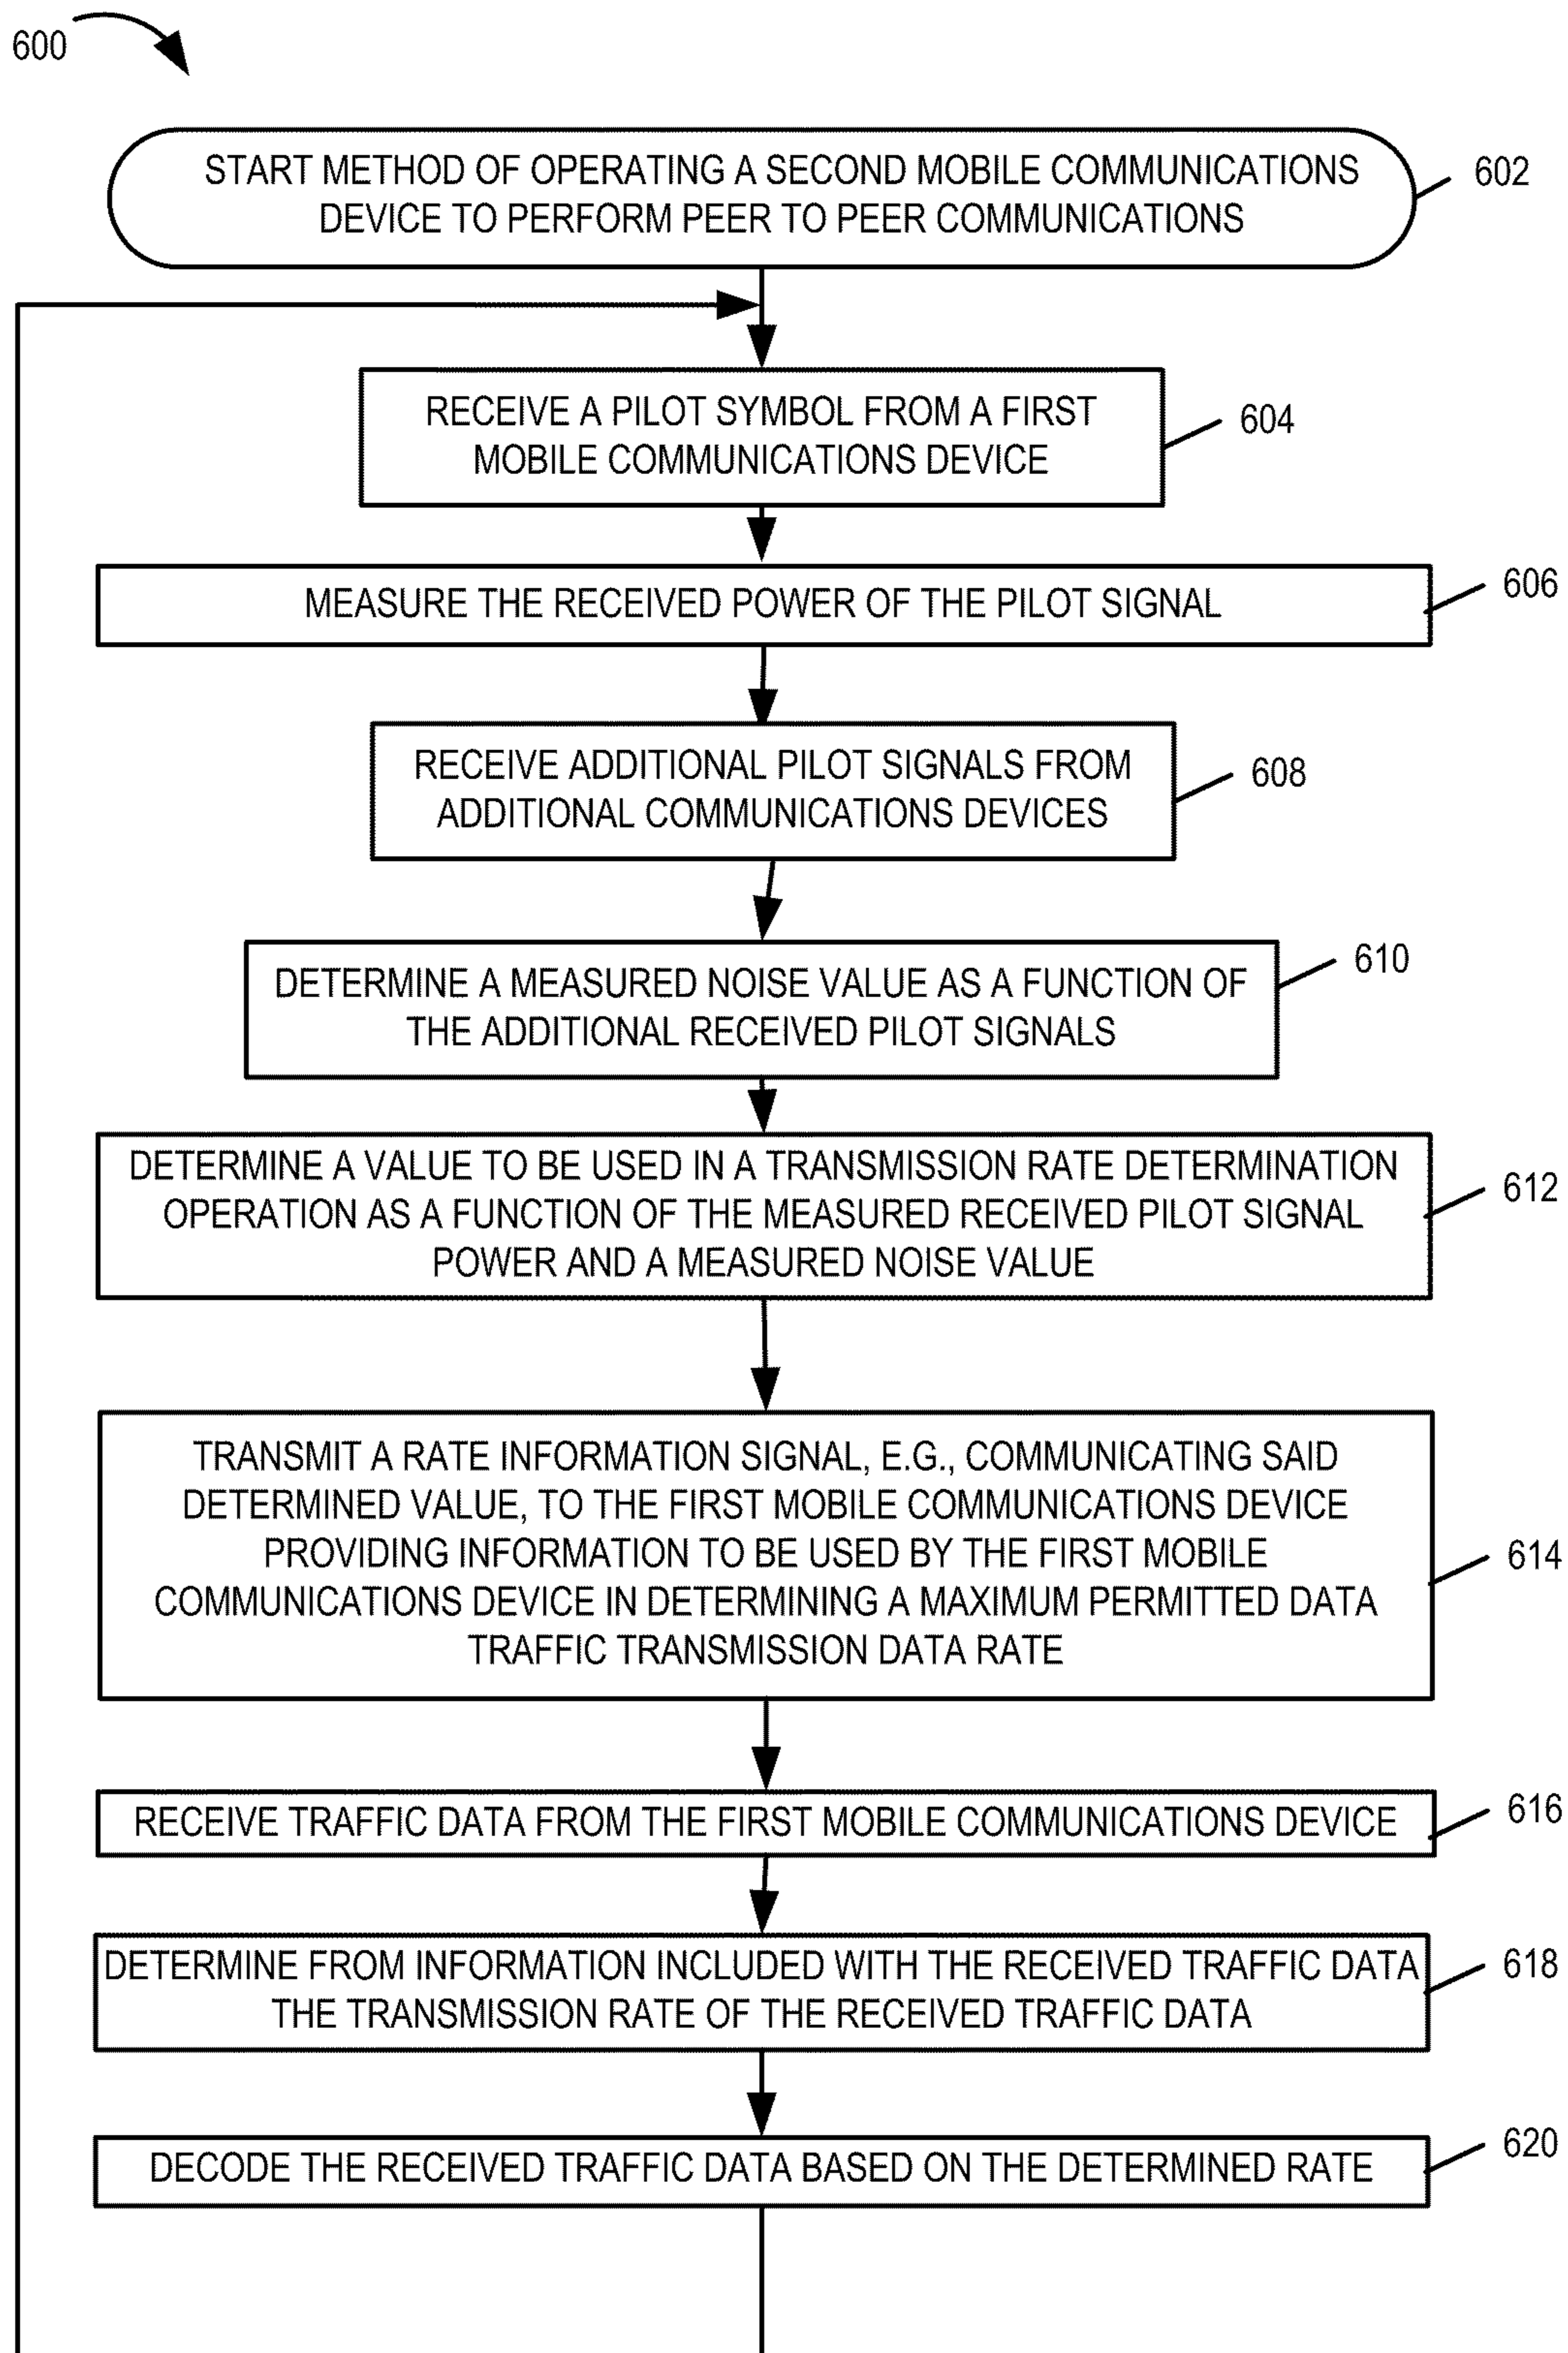 600
START METHOD OF OPERATING A SECOND MOBILE COMMUNICATIONS
DEVICE TO PERFORM PEER TO PEER COMMUNICATIONS
602
RECEIVE A PILOT SYMBOL FROM A FIRST
MOBILE COMMUNICATIONS DEVICE
604
MEASURE THE RECEIVED POWER OF THE PILOT SIGNAL
606
RECEIVE ADDITIONAL PILOT SIGNALS FROM
ADDITIONAL COMMUNICATIONS DEVICES
608
DETERMINE A MEASURED NOISE VALUE AS A FUNCTION OF
THE ADDITIONAL RECEIVED PILOT SIGNALS
610
DETERMINE A VALUE TO BE USED IN A TRANSMISSION RATE DETERMINATION
OPERATION AS A FUNCTION OF THE MEASURED RECEIVED PILOT SIGNAL
POWER AND A MEASURED NOISE VALUE
612
TRANSMIT A RATE INFORMATION SIGNAL, E.G., COMMUNICATING SAID
DETERMINED VALUE, TO THE FIRST MOBILE COMMUNICATIONS DEVICE
PROVIDING INFORMATION TO BE USED BY THE FIRST MOBILE
COMMUNICATIONS DEVICE IN DETERMINING A MAXIMUM PERMITTED DATA
TRAFFIC TRANSMISSION DATA RATE
614
RECEIVE TRAFFIC DATA FROM THE FIRST MOBILE COMMUNICATIONS DEVICE
616
DETERMINE FROM INFORMATION INCLUDED WITH THE RECEIVED TRAFFIC DATA
THE TRANSMISSION RATE OF THE RECEIVED TRAFFIC DATA
618
DECODE THE RECEIVED TRAFFIC DATA BASED ON THE DETERMINED RATE
620